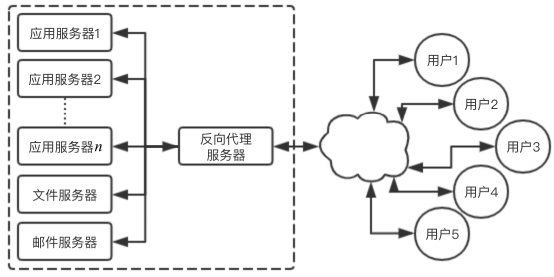 应用服务器1
应用服务器2
应用服务器n
文件服务器
邮件服务器
反向代理
服务器
用户1
用户2
用户3
用户4
用户5